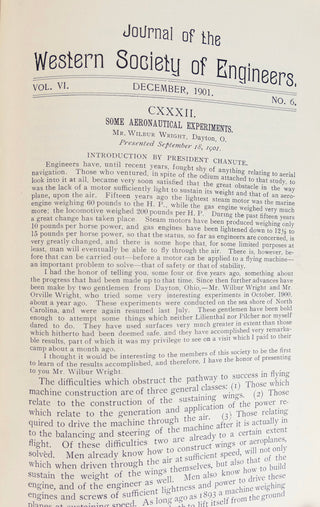 Journal of the
Western Society of Engineers.
VOL. VI. DECEMBER, 1901. NO. 6.
CXXXII.
SOME AERONAUTICAL EXPERIMENTS.
MR. WILBUR WRIGHT, Dayton, O.
Presented September 18, 1901.
INTRODUCTION BY PRESIDENT CHANUTE.
Engineers have, until recent years, fought shy of anything relating to aerial
navigation. Those who ventured, in spite of the odium attached to that study, to
look into it at all, became very soon satisfied that the great obstacle in the way
was the lack of a motor sufficiently light to sustain its weight and that of an aero-
plane, upon the air. Fifteen years ago the lightest steam motor was the marine
engine weighing 60 pounds to the H. P., while the gas engine weighed very much
more; the locomotive weighed 200 pounds per H. P. During the past fifteen years
a great change has taken place. Steam motors have been produced weighing only
10 pounds per horse power, and gas engines have been lightened down to 12½ to
15 pounds per horse power, so that the status, so far as engineers are concerned, is
very greatly changed, and there is some hope that, for some limited purposes at
least, man will eventually be able to fly through the air. There is, however, be-
fore that can be carried out—before a motor can be applied to a flying machine—
an important problem to solve—that of safety or that of stability.
I had the honor of telling you, some four or five years ago, something about
the progress that had been made up to that time. Since then further advances have
been made by two gentlemen from Dayton, Ohio,—Mr. Wilbur Wright and Mr.
Orville Wright, who tried some very interesting experiments in October, 1900.
These experiments were conducted on the sea shore of North
Carolina, and were again resumed last July. These gentlemen have been bold
enough to attempt some things which neither Lilienthal nor Pilcher nor myself
dared to do. They have used surfaces very much greater in extent than those
which hitherto had been deemed safe, and they have accomplished very remarka-
ble results, part of which it was my privilege to see on a visit which I paid to their
camp about a month ago.
I thought it would be interesting to the members of this society to be the first
to learn of the results accomplished, and therefore, I have the honor of presenting
to you Mr. Wilbur Wright.
The difficulties which obstruct the pathway to success in flying
machine construction are of three general classes: (1) Those which
relate to the construction of the sustaining wings. (2) Those
which relate to the generation and application of the power re-
quired to drive the machine through the air. (3) Those relating
to the balancing and steering of the machine after it is actually in
flight. Of these difficulties two are already to a certain extent
solved. Men already know how to construct wings or aeroplanes,
which when driven through the air at sufficient speed, will not only
sustain the weight of the wings themselves, but also that of the
engine, and of the engineer as well. Men also know how to build
engines and screws of sufficient lightness and power to drive these
planes at sustaining speed. As long ago as 1893 a machine weighing
to lift itself from the ground